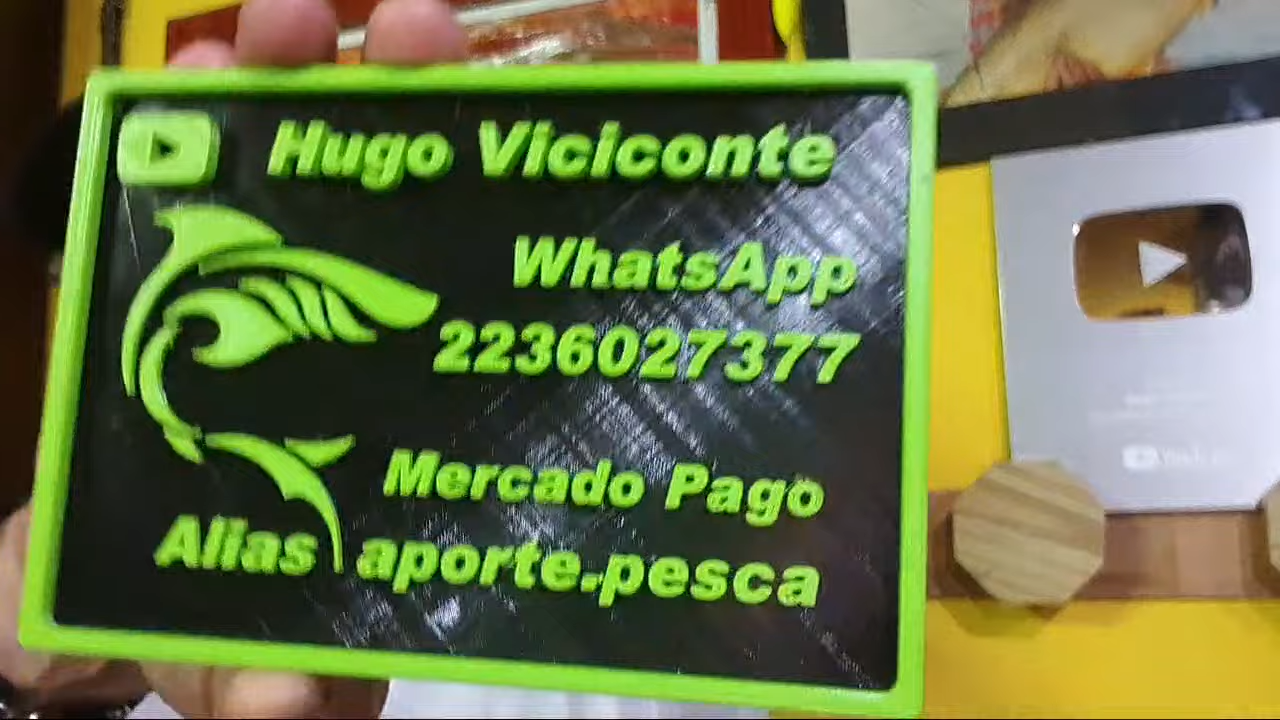 Hugo Viciconte
WhatsApp
2236027377
Mercado Pago
Alias aporte.pesca